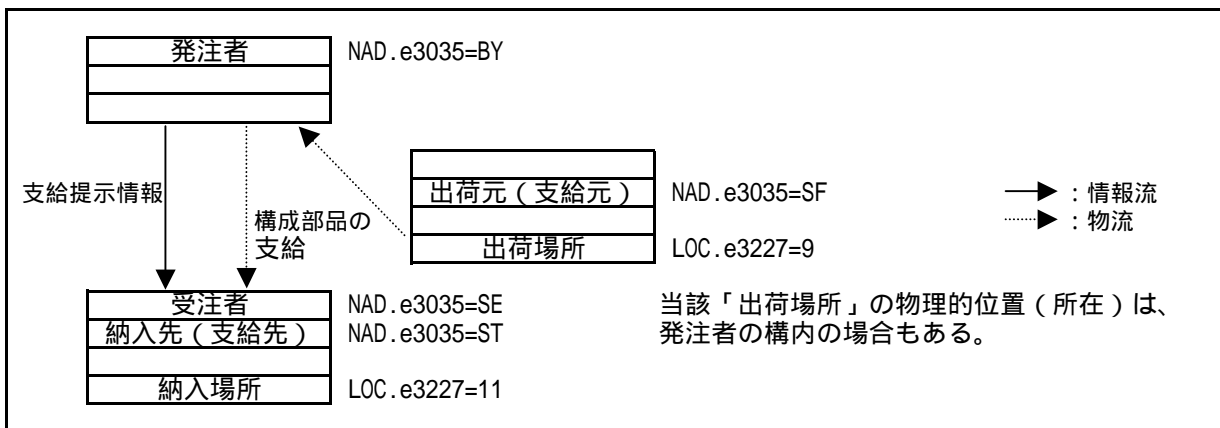 発注者 NAD.e3035=BY
支給提示情報
構成部品の
支給
出荷元(支給元) NAD.e3035=SF
出荷場所 LOC.e3227=9
:情報流
:物流
受注者 NAD.e3035=SE
納入先(支給先) NAD.e3035=ST
納入場所 LOC.e3227=11
当該「出荷場所」の物理的位置(所在)は、
発注者の構内の場合もある。